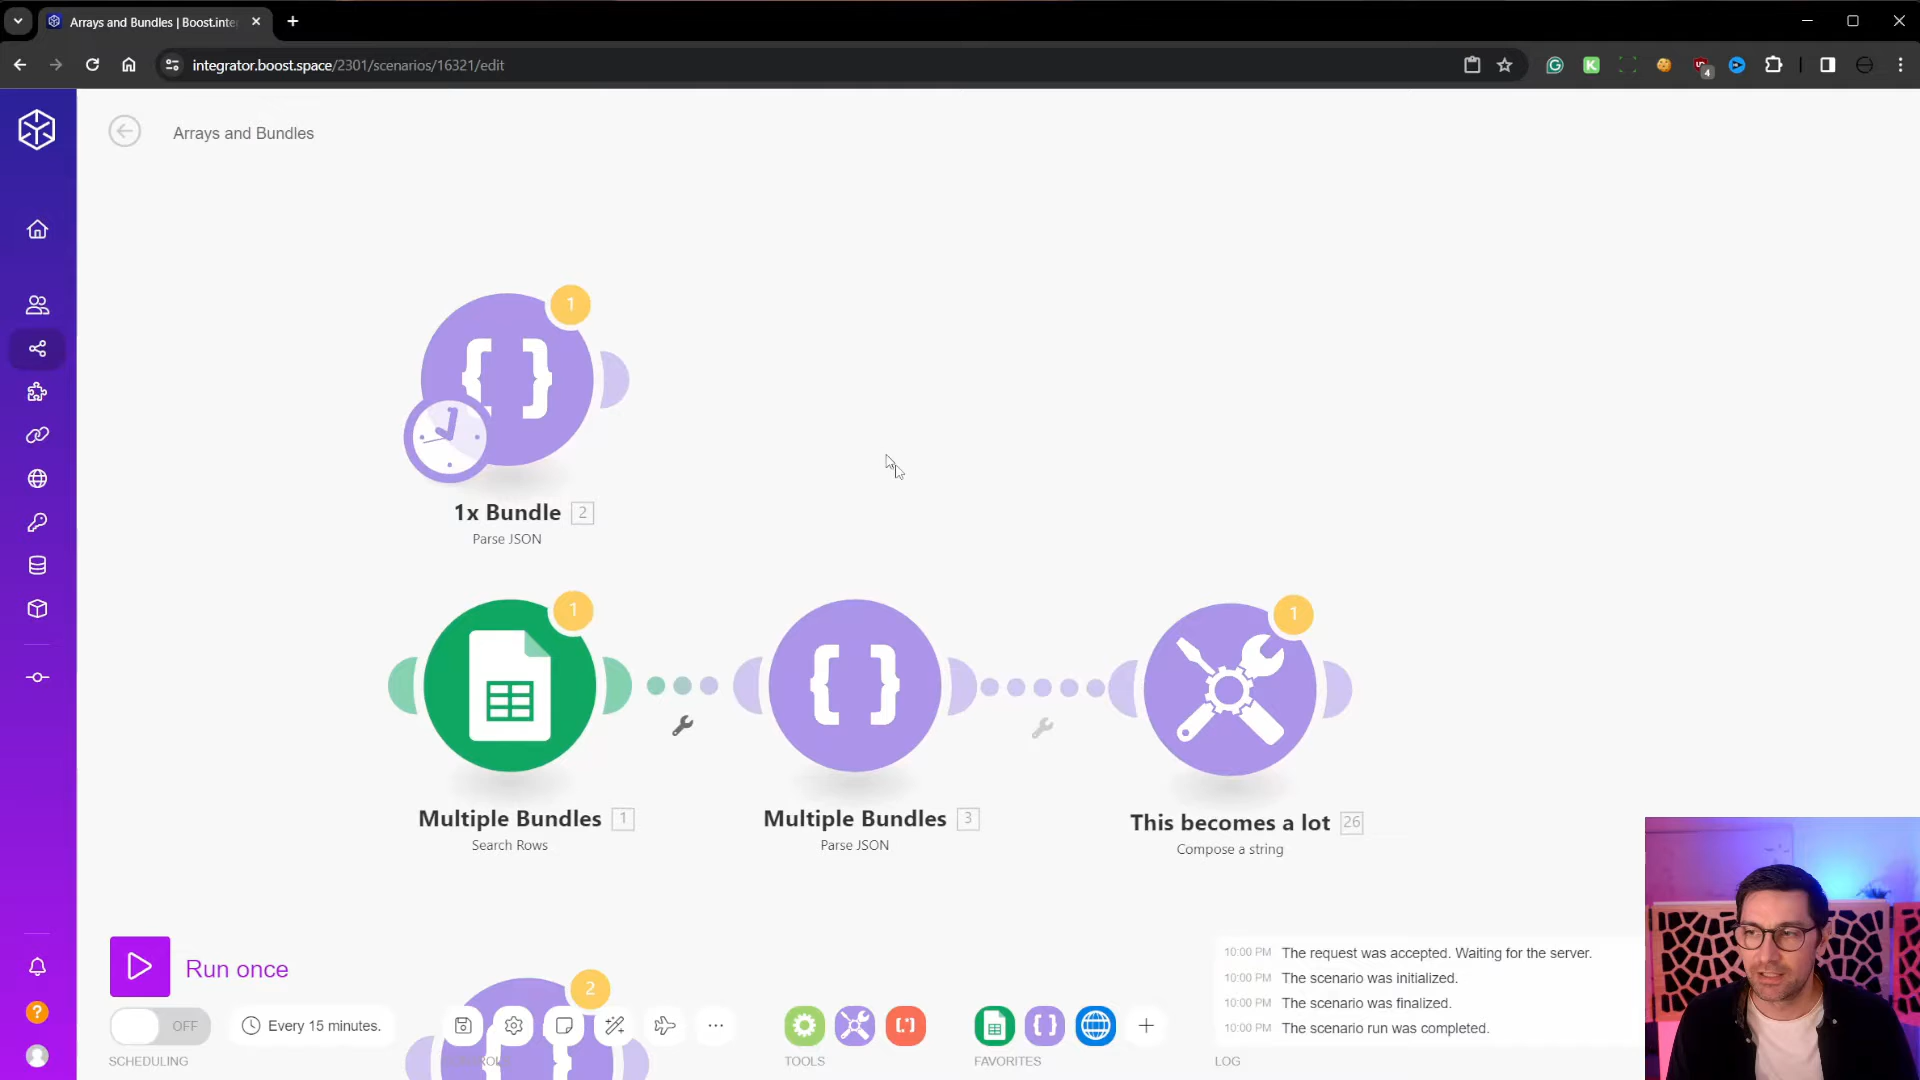 Arrays and Bundles | Boost.inte
integrator.boost.space/2301/scenarios/16321/edit
4
Arrays and Bundles
1
1x Bundle 2
Parse JSON
1
1
Multiple Bundles 1
Search Rows
Multiple Bundles 3
Parse JSON
This becomes a lot 26
Compose a string
Run once
2
OFF
Every 15 minutes.
SCHEDULING
TOOLS
FAVORITES
10:00 PM The request was accepted. Waiting for the server.
10:00 PM The scenario was initialized.
10:00 PM The scenario was finalized.
10:00 PM The scenario run was completed.
LOG